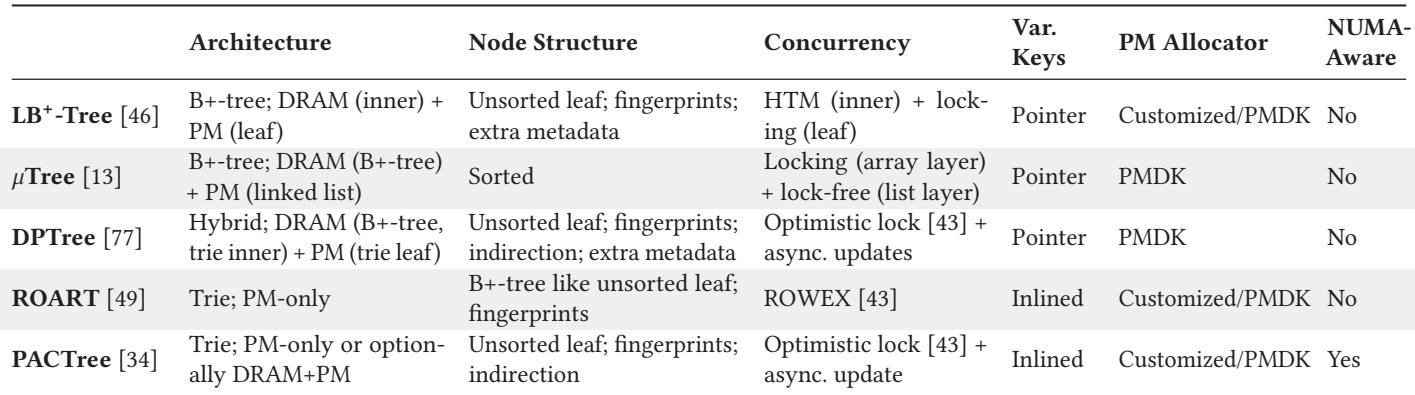 Architecture Node Structure Concurrency Var. Keys PM Allocator NUMA-Aware
LB+-Tree [46] B+-tree; DRAM (inner) + Unsorted leaf; fingerprints; HTM (inner) + lock-
PM (leaf) extra metadata ing (leaf) Pointer Customized/PMDK No
μTree [13] B+-tree; DRAM (B+-tree) Sorted Locking (array layer)
+ PM (linked list) + lock-free (list layer) Pointer PMDK No
DPTree [77] Hybrid; DRAM (B+-tree, Unsorted leaf; fingerprints; Optimistic lock [43] +
trie inner) + PM (trie leaf) indirection; extra metadata async. updates Pointer PMDK No
ROART [49] Trie; PM-only B+-tree like unsorted leaf;
fingerprints ROWEX [43] Inlined Customized/PMDK No
PACTree [34] Trie; PM-only or option- Unsorted leaf; fingerprints; Optimistic lock [43] +
ally DRAM+PM indirection async. update Inlined Customized/PMDK Yes